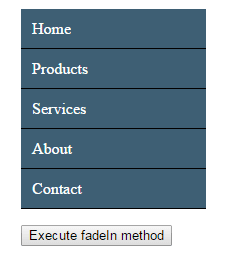 Home
Products
Services
About
Contact
Execute fadeIn method